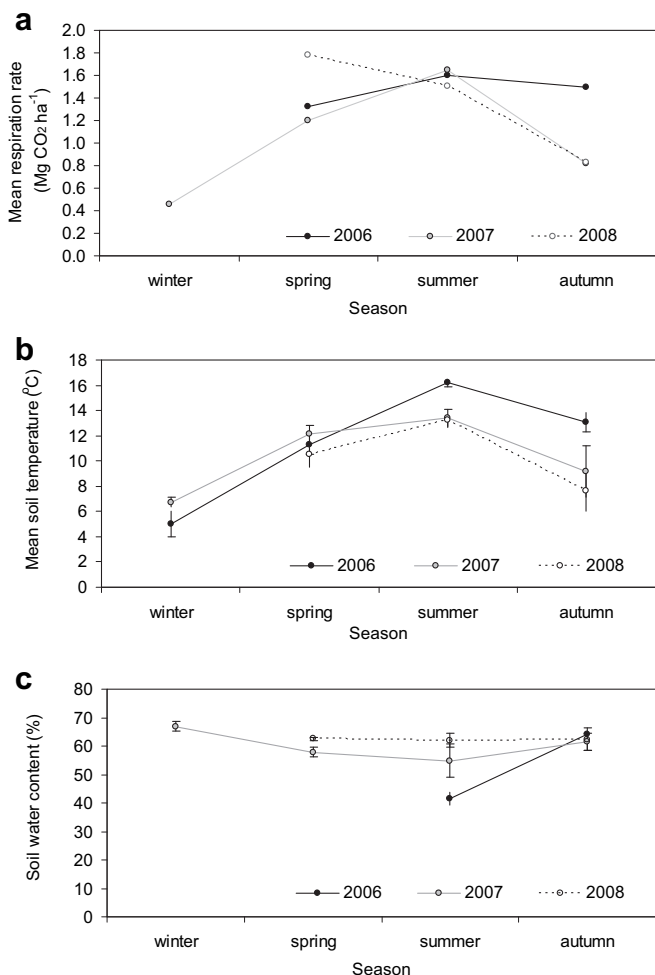 a
Mean respiration rate
(Mg CO₂ ha⁻¹)
2.0
1.8
1.6
1.4
1.2
1.0
0.8
0.6
0.4
0.2
0.0
2006 2007 2008
winter spring summer autumn
Season
b
Mean soil temperature (°C)
18
16
14
12
10
8
6
4
2
0
2006 2007 2008
winter spring summer autumn
Season
c
Soil water content (%)
80
70
60
50
40
30
20
10
0
2006 2007 2008
winter spring summer autumn
Season